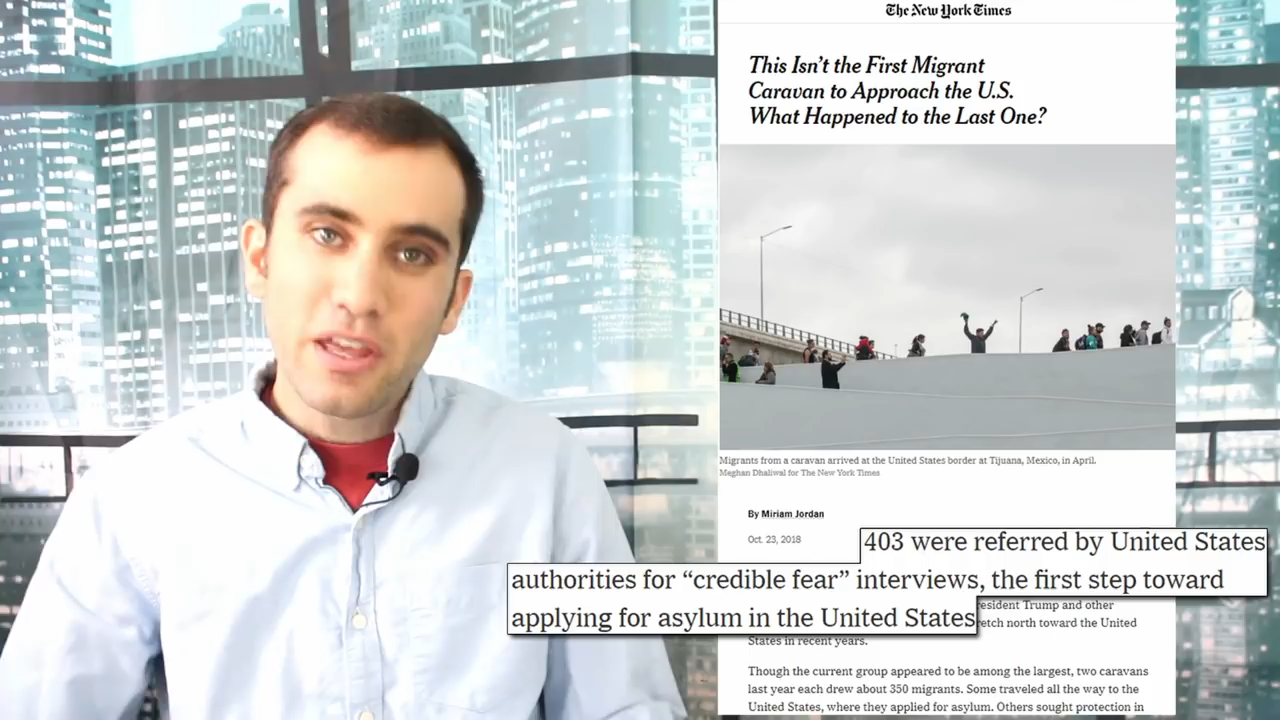 The New York Times
This Isn't the First Migrant
Caravan to Approach the U.S.
What Happened to the Last One?
Migrants from a caravan arrived at the United States border at Tijuana, Mexico, in April.
Meghan Dhaliwal for The New York Times
By Miriam Jordan
Oct. 23, 2018
403 were referred by United States
authorities for “credible fear” interviews, the first step toward
applying for asylum in the United States
Trump and other
north toward the United
States in recent years.
Though the current group appeared to be among the largest, two caravans
last year each drew about 350 migrants. Some traveled all the way to the
United States, where they applied for asylum. Others sought protection in